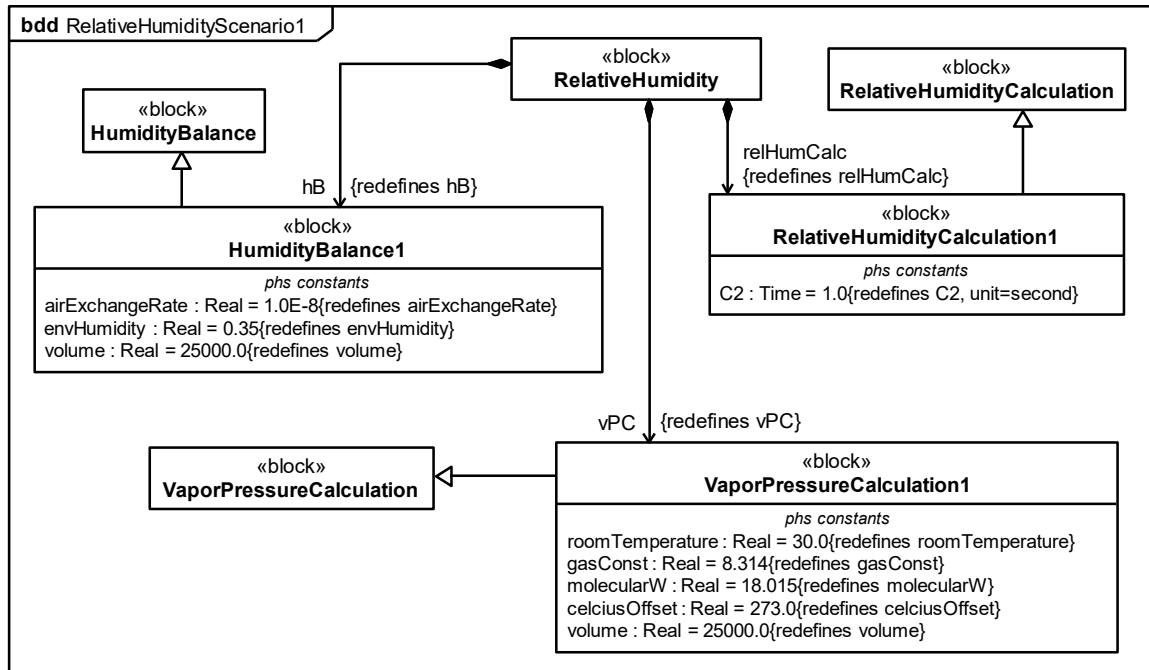 bdd RelativeHumidityScenario1
«block»
RelativeHumidity
«block»
RelativeHumidityCalculation
«block»
HumidityBalance
relHumCalc
{redefines relHumCalc}
hB {redefines hB}
«block»
HumidityBalance1
phs constants
airExchangeRate : Real = 1.0E-8{redefines airExchangeRate}
envHumidity : Real = 0.35{redefines envHumidity}
volume : Real = 25000.0{redefines volume}
«block»
RelativeHumidityCalculation1
phs constants
C2 : Time = 1.0{redefines C2, unit=second}
vPC {redefines vPC}
«block»
VaporPressureCalculation
«block»
VaporPressureCalculation1
phs constants
roomTemperature : Real = 30.0{redefines roomTemperature}
gasConst : Real = 8.314{redefines gasConst}
molecularW : Real = 18.015{redefines molecularW}
celciusOffset : Real = 273.0{redefines celciusOffset}
volume : Real = 25000.0{redefines volume}